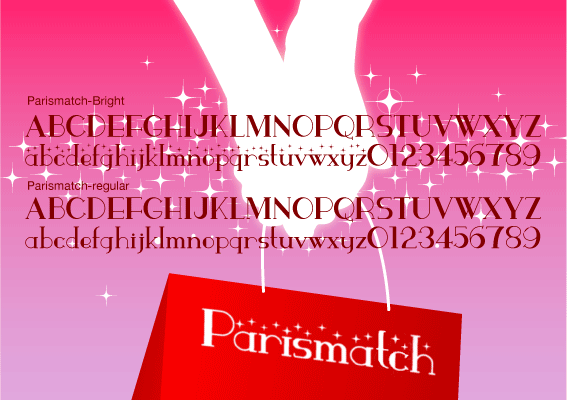 Parismatch-Bright
ABCDEFGHIJKLMNOPQRSTUVWXYZ
abcdefghijklmnopqrstuvwxyz0123456789
Parismatch-regular
ABCDEFGHIJKLMNOPQRSTUVWXYZ
abcdefghijklmnopqrstuvwxyz0123456789
Parismatch